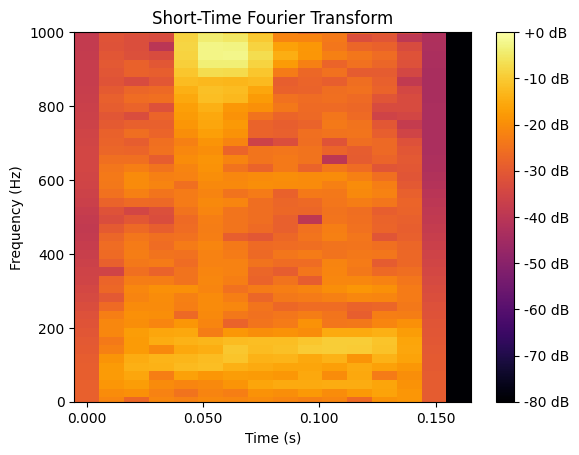 Short-Time Fourier Transform
1000
800
600
400
200
0
Frequency (Hz)
0.000
0.050
0.100
0.150
Time (s)
+0 dB
-10 dB
-20 dB
-30 dB
-40 dB
-50 dB
-60 dB
-70 dB
-80 dB